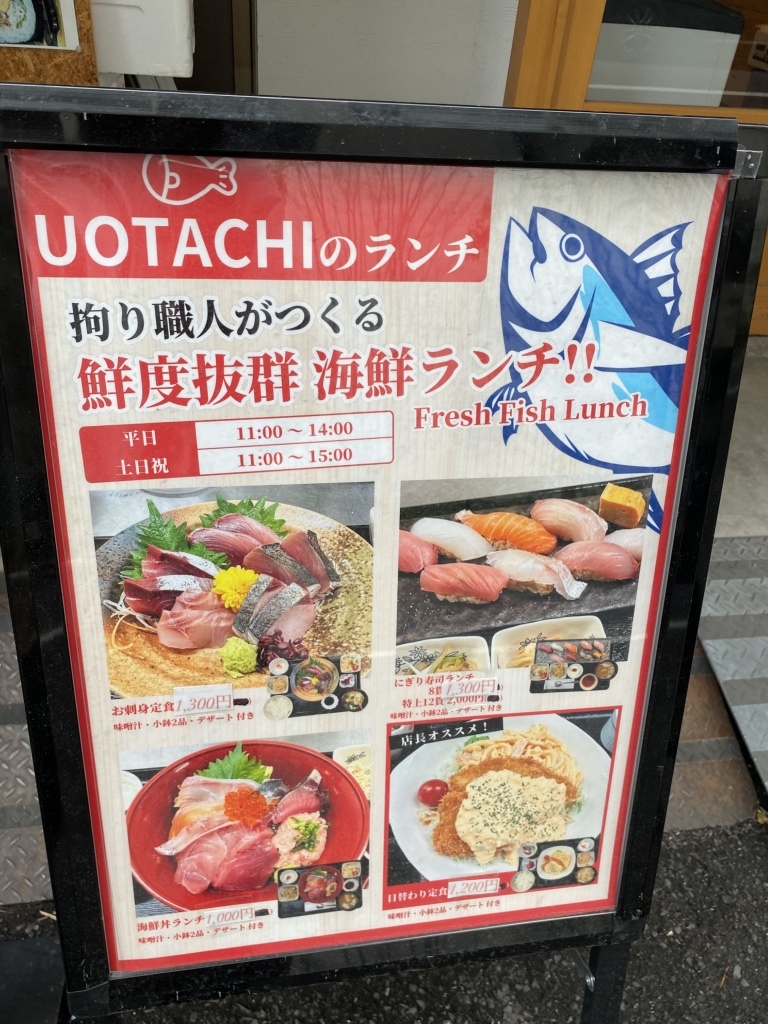 UOTACHIのランチ
拘り職人がつくる
鮮度抜群 海鮮ランチ!!
Fresh Fish Lunch
平日 11:00 ~ 14:00
土日祝 11:00 ~ 15:00
お刺身定食 1,300円
味噌汁・小鉢2品・デザート付き
にぎり寿司ランチ
8貫 1,300円
特上12貫 2,000円
味噌汁・小鉢2品・デザート付き
海鮮丼ランチ 1,000円
味噌汁・小鉢2品・デザート付き
店長オススメ!
日替わり定食 1,200円
味噌汁・小鉢2品・デザート付き